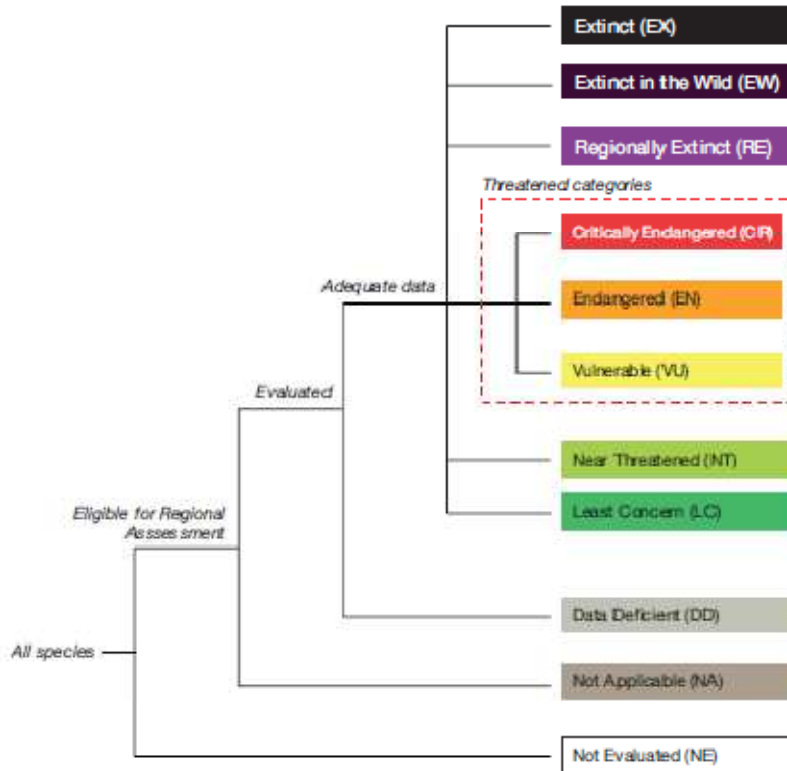 Extinct (EX)
Extinct in the Wild (EW)
Regionally Extinct (RE)
Threatened categories
Critically Endangered (CR)
Adequate data
Endangered (EN)
Vulnerable (VU)
Evaluated
Near Threatened (NT)
Eligible for Regional
Asssesment
Least Concern (LC)
Data Deficient (DD)
All species
Not Applicable (NA)
Not Evaluated (NE)